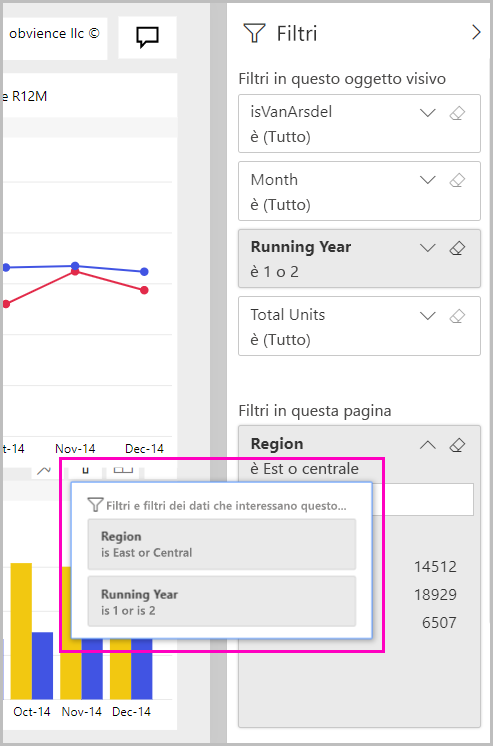 obvience llc ©
e R12M
t-14 Nov-14 Dec-14
Oct-14 Nov-14 Dec-14
Filtri e filtri dei dati che interessano questo...
Region
is East or Central
Running Year
is 1 or is 2
Filtri
Filtri in questo oggetto visivo
isVanArsdel
è (Tutto)
Month
è (Tutto)
Running Year
è 1 o 2
Total Units
è (Tutto)
Filtri in questa pagina
Region
è Est o centrale
14512
18929
6507